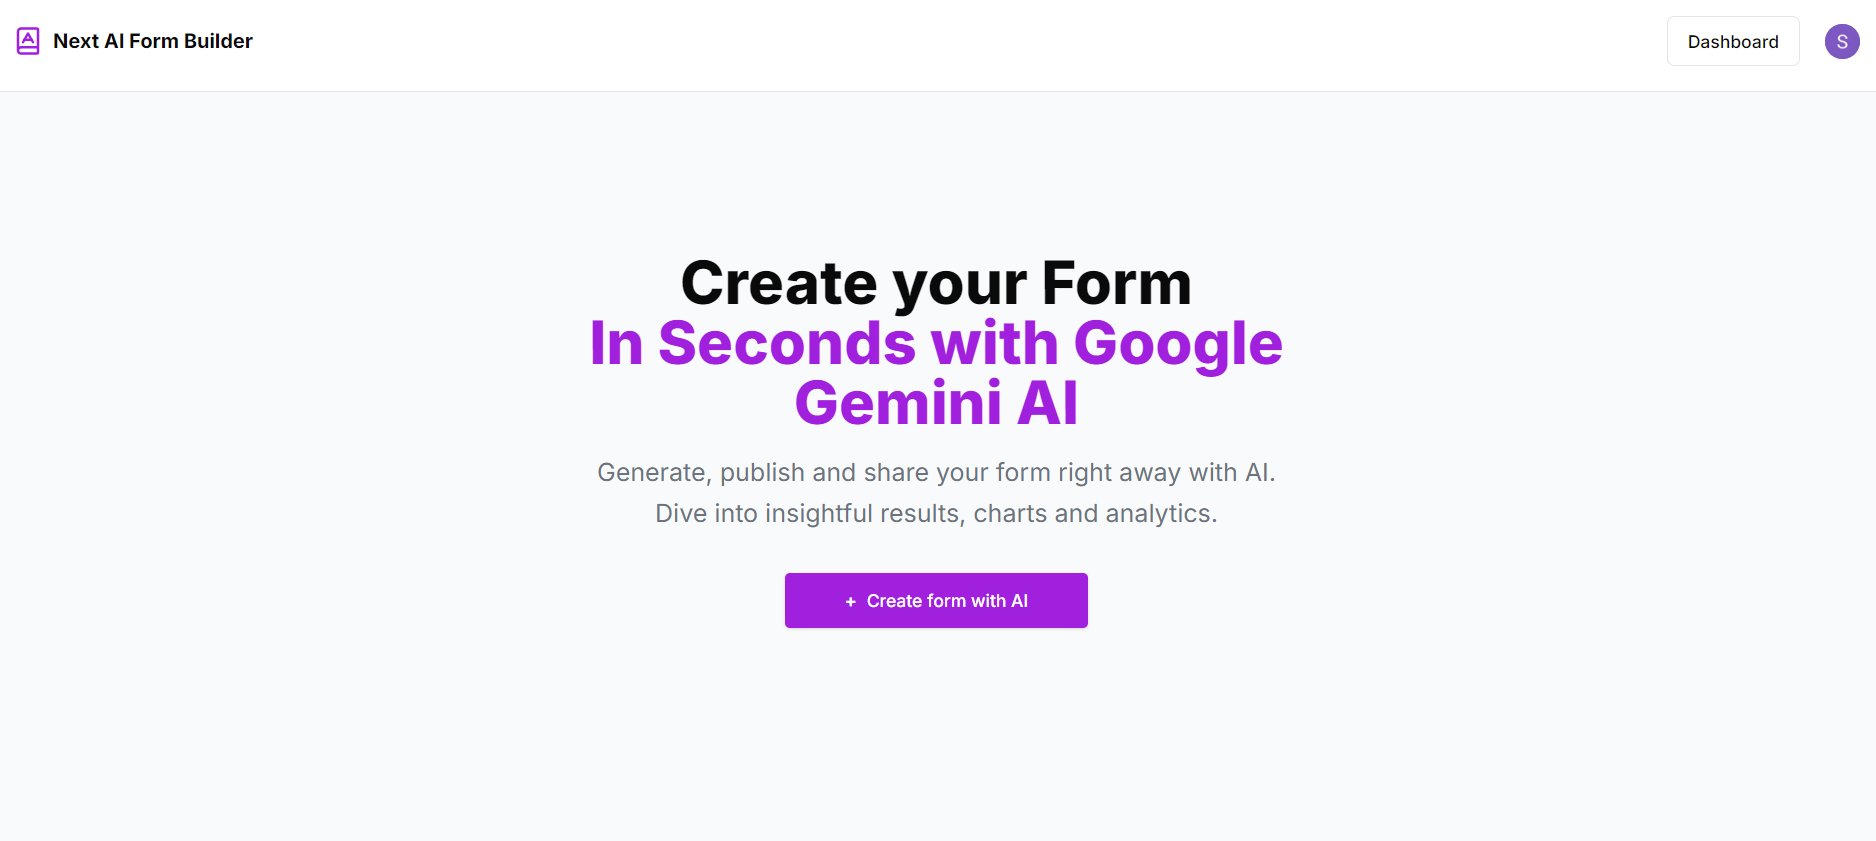 Next AI Form Builder
Dashboard
S
Create your Form
In Seconds with Google
Gemini AI
Generate, publish and share your form right away with AI.
Dive into insightful results, charts and analytics.
+ Create form with AI